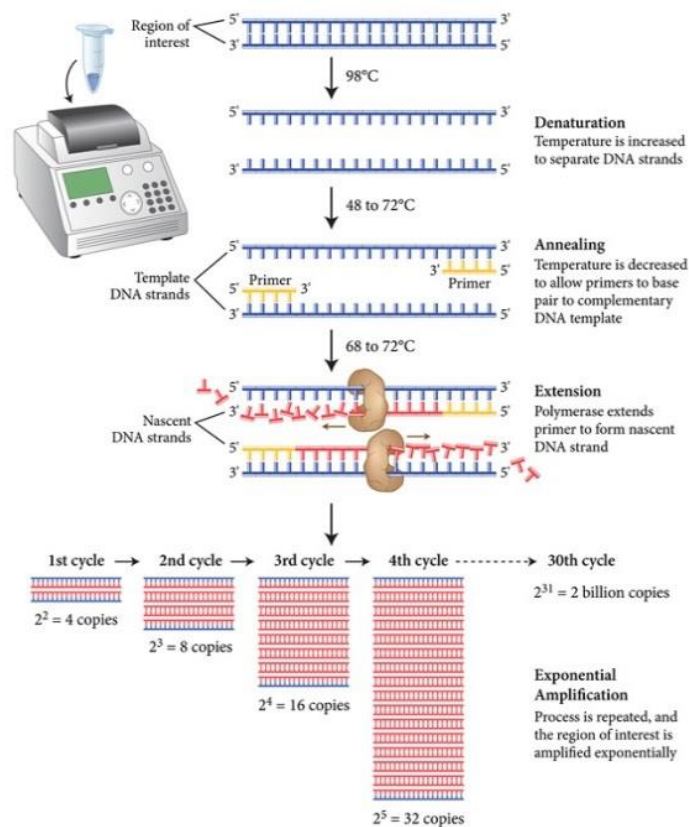 Region of
interest
5'
3'
3'
5'
98°C
5'
3'
3'
5'
Denaturation
Temperature is increased
to separate DNA strands
48 to 72°C
5'
3'
3'
5'
Primer
Template
DNA strands
Primer
5'
3'
3'
5'
Annealing
Temperature is decreased
to allow primers to base
pair to complementary
DNA template
68 to 72°C
5'
3'
3'
5'
Nascent
DNA strands
5'
3'
3'
5'
Extension
Polymerase extends
primer to form nascent
DNA strand
1st cycle
2nd cycle
3rd cycle
4th cycle
30th cycle
2² = 4 copies
2³ = 8 copies
2⁴ = 16 copies
2⁵ = 32 copies
2³¹ = 2 billion copies
Exponential
Amplification
Process is repeated, and
the region of interest is
amplified exponentially